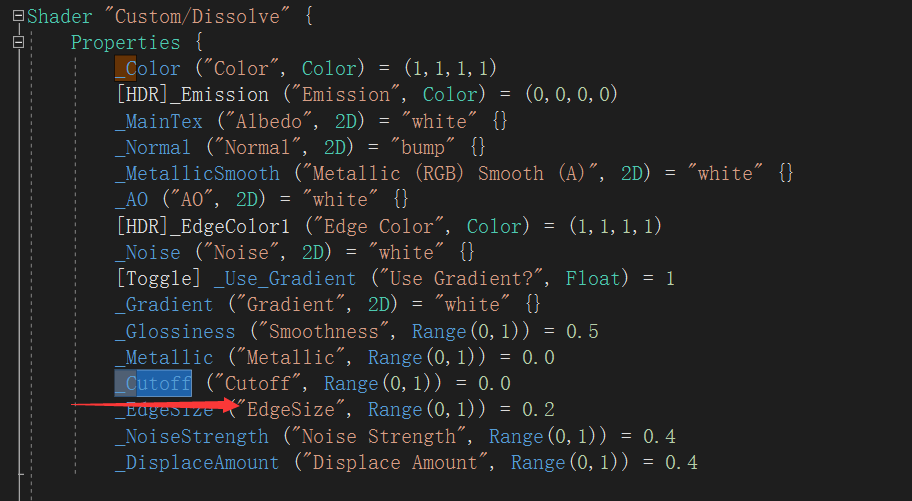 Shader "Custom/Dissolve" {
Properties {
_Color ("Color", Color) = (1,1,1,1)
[HDR]_Emission ("Emission", Color) = (0,0,0,0)
_MainTex ("Albedo", 2D) = "white" {}
_Normal ("Normal", 2D) = "bump" {}
_MetallicSmooth ("Metallic (RGB) Smooth (A)", 2D) = "white" {}
_AO ("AO", 2D) = "white" {}
[HDR]_EdgeColor1 ("Edge Color", Color) = (1,1,1,1)
_Noise ("Noise", 2D) = "white" {}
[Toggle] _Use_Gradient ("Use Gradient?", Float) = 1
_Gradient ("Gradient", 2D) = "white" {}
_Glossiness ("Smoothness", Range(0,1)) = 0.5
_Metallic ("Metallic", Range(0,1)) = 0.0
_Cutoff ("Cutoff", Range(0,1)) = 0.0
_EdgeSize ("EdgeSize", Range(0,1)) = 0.2
_NoiseStrength ("Noise Strength", Range(0,1)) = 0.4
_DisplaceAmount ("Displace Amount", Range(0,1)) = 0.4